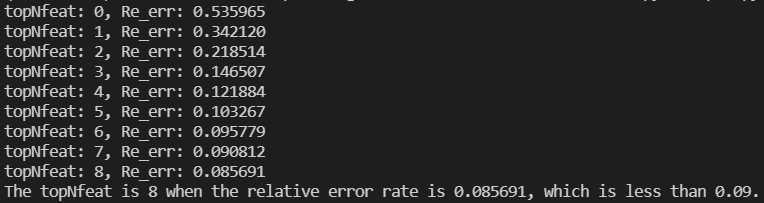 topNfeat: 0, Re_err: 0.535965
topNfeat: 1, Re_err: 0.342120
topNfeat: 2, Re_err: 0.218514
topNfeat: 3, Re_err: 0.146507
topNfeat: 4, Re_err: 0.121884
topNfeat: 5, Re_err: 0.103267
topNfeat: 6, Re_err: 0.095779
topNfeat: 7, Re_err: 0.090812
topNfeat: 8, Re_err: 0.085691
The topNfeat is 8 when the relative error rate is 0.085691, which is less than 0.09.